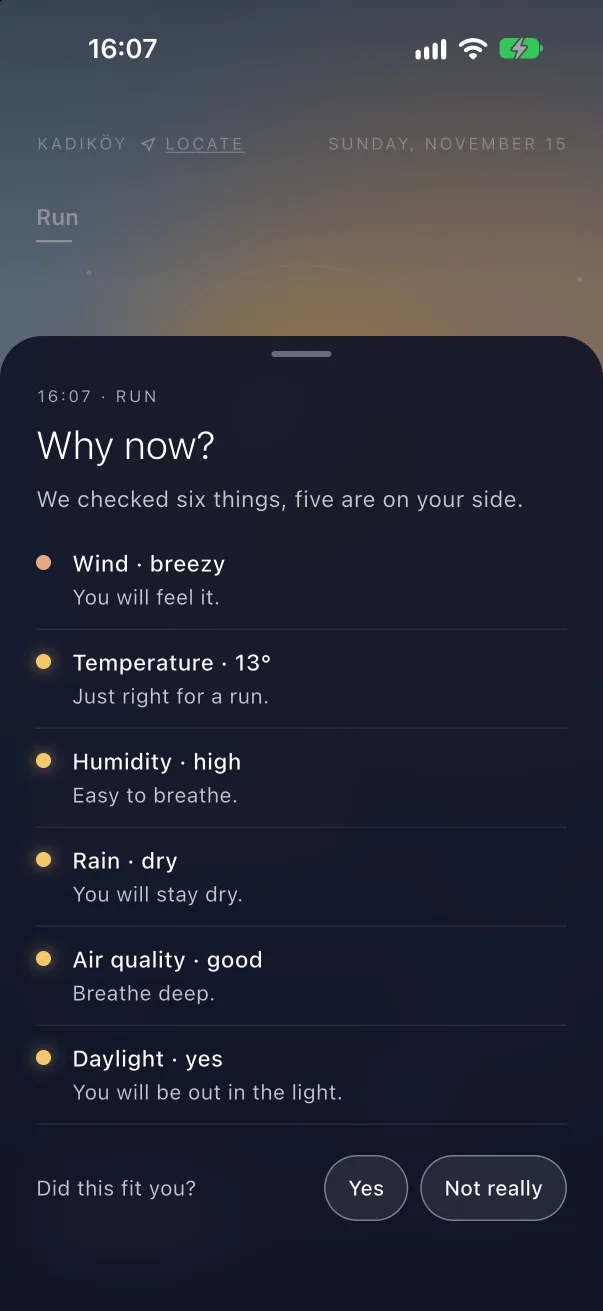 16:07
KADIKÖY LOCATE SUNDAY, NOVEMBER 15
Run
16:07 · RUN
Why now?
We checked six things, five are on your side.
Wind · breezy
You will feel it.
Temperature · 13°
Just right for a run.
Humidity · high
Easy to breathe.
Rain · dry
You will stay dry.
Air quality · good
Breathe deep.
Daylight · yes
You will be out in the light.
Did this fit you? Yes Not really